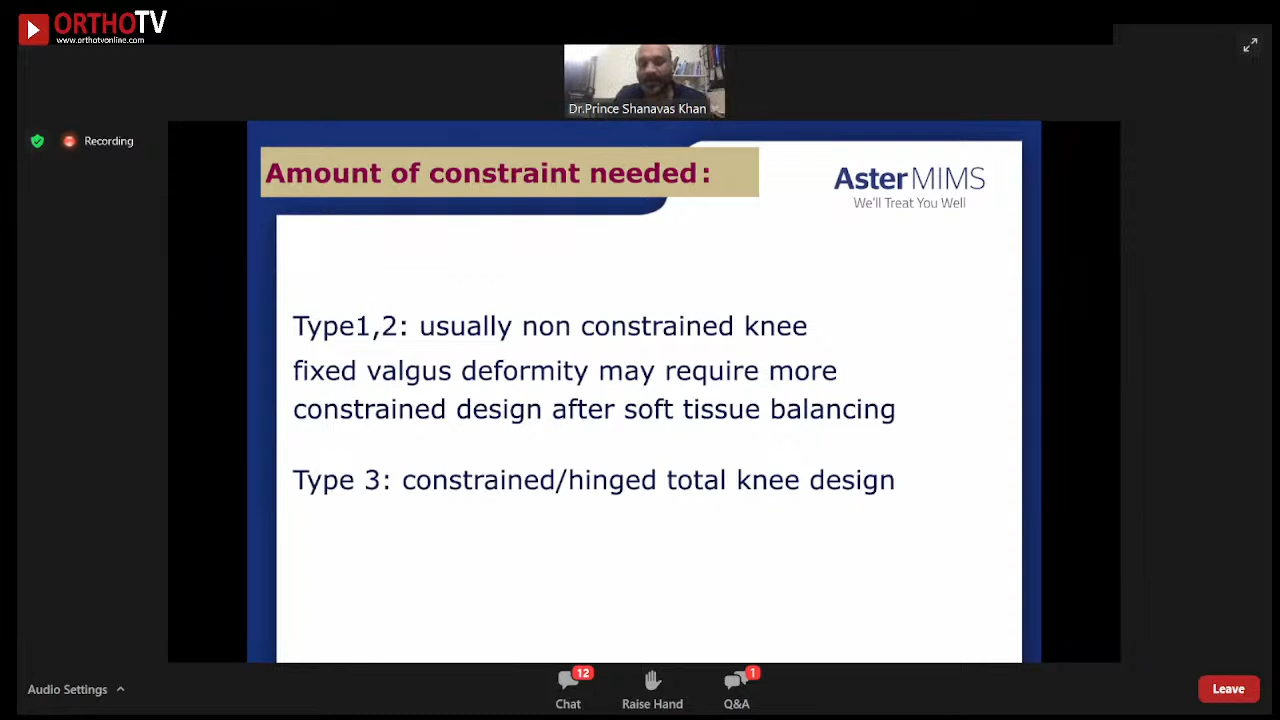 ORTHOTV
www.orthotvonline.com
Dr.Prince Shanavas Khan
Recording
Amount of constraint needed:
AsterMIMS
We'll Treat You Well
Type1,2: usually non constrained knee
fixed valgus deformity may require more
constrained design after soft tissue balancing
Type 3: constrained/hinged total knee design
Audio Settings
12
Chat
Raise Hand
1
Q&A
Leave